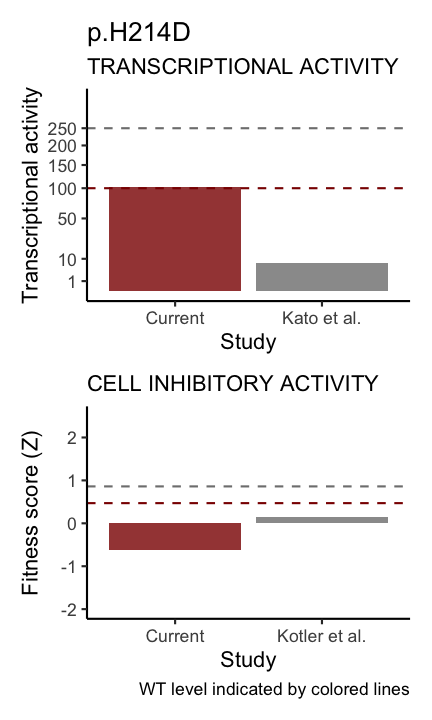 p.H214D
TRANSCRIPTIONAL ACTIVITY
Transcriptional activity
250
200
150
100
50
10
1
Current
Kato et al.
Study
CELL INHIBITORY ACTIVITY
Fitness score (Z)
2
1
0
-1
-2
Current
Kotler et al.
Study
WT level indicated by colored lines